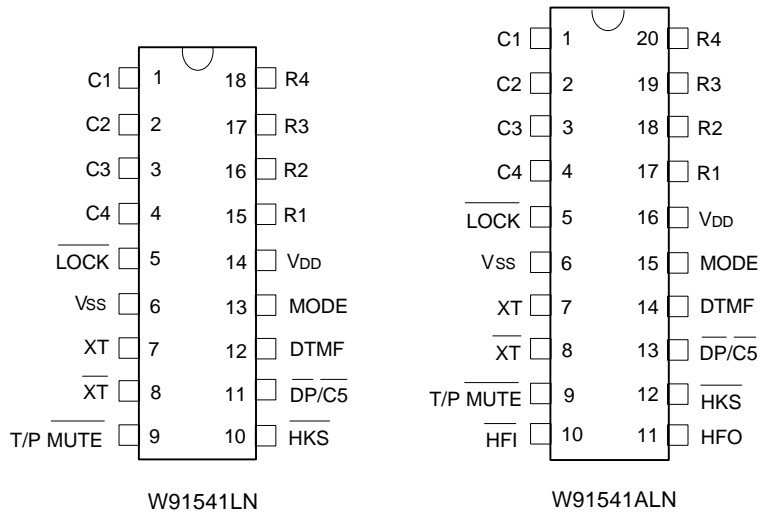 C1 1 18 R4
C2 2 17 R3
C3 3 16 R2
C4 4 15 R1
LOCK 5 14 VDD
VSS 6 13 MODE
XT 7 12 DTMF
XT 8 11 DP/C5
T/P MUTE 9 10 HKS
W91541LN
C1 1 20 R4
C2 2 19 R3
C3 3 18 R2
C4 4 17 R1
LOCK 5 16 VDD
VSS 6 15 MODE
XT 7 14 DTMF
XT 8 13 DP/C5
T/P MUTE 9 12 HKS
HFI 10 11 HFO
W91541ALN